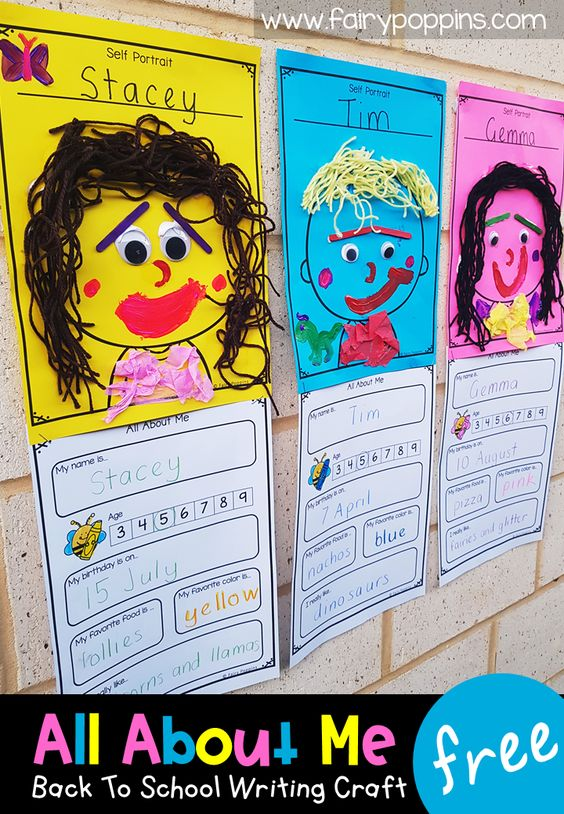 www.fairypoppins.com
Self Portrait
Stacey
Self Portrait
Tim
Self Portrait
Gemma
All About Me
My name is...
Stacey
Age
3 4 5 6 7 8 9
My birthday is on...
15 July
My favorite food is...
lollies
My favorite color is...
yellow
I really like...
and llamas
© Fairy Poppins
All About Me
My name is...
Tim
Age
3 4 5 6 7 8 9
My birthday is on...
7 April
My favorite food is...
nachos
My favorite color is...
blue
I really like...
dinosaurs
My name is...
Gemma
Age
3 4 5 6 7 8 9
My birthday is on...
10 August
My favorite food is...
pizza
My favorite color is...
pink
I really like...
fairies and glitter
All About Me
Back To School Writing Craft
free